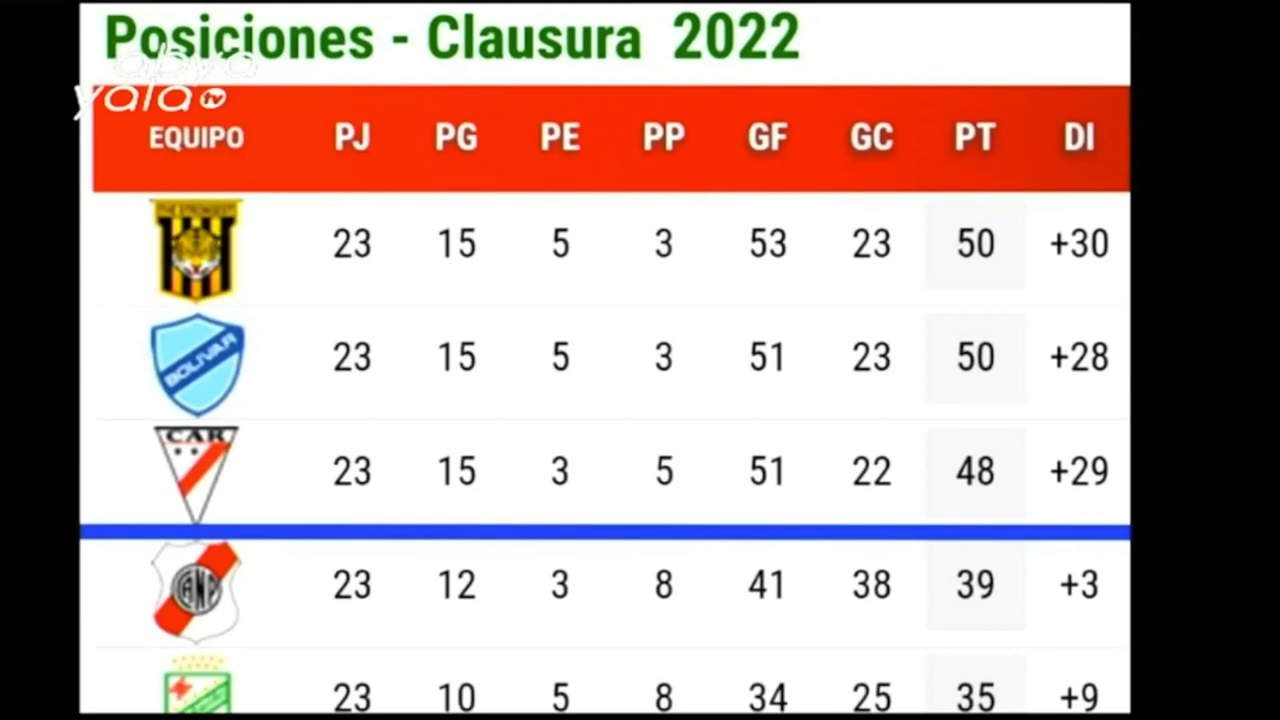 Posiciones - Clausura 2022
abya
yala tv
EQUIPO PJ PG PE PP GF GC PT DI
23 15 5 3 53 23 50 +30
BOLIVAR
23 15 5 3 51 23 50 +28
CAR
23 15 3 5 51 22 48 +29
23 12 3 8 41 38 39 +3
23 10 5 8 34 25 35 +9